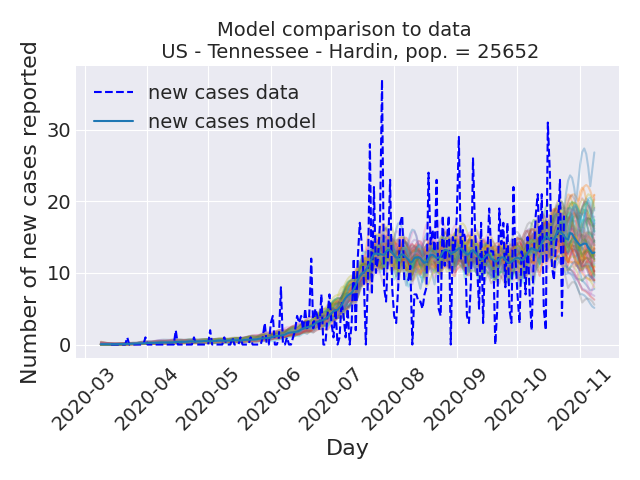 Model comparison to data
US - Tennessee - Hardin, pop. = 25652
new cases data
new cases model
Number of new cases reported
30
20
10
0
2020-03
2020-04
2020-05
2020-06
2020-07
2020-08
2020-09
2020-10
2020-11
Day